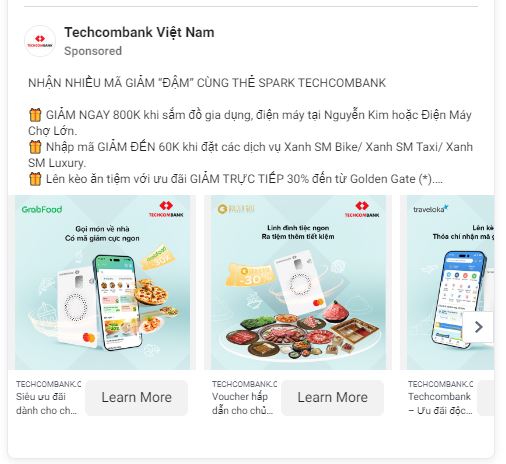 Techcombank Việt Nam
Sponsored
NHẬN NHIỀU MÃ GIẢM “ĐẬM” CÙNG THẺ SPARK TECHCOMBANK
🎁 GIẢM NGAY 800K khi sắm đồ gia dụng, điện máy tại Nguyễn Kim hoặc Điện Máy
Chợ Lớn.
🎁 Nhập mã GIẢM ĐẾN 60K khi đặt các dịch vụ Xanh SM Bike/ Xanh SM Taxi/ Xanh
SM Luxury.
🎁 Lên kèo ăn tiệm với ưu đãi GIẢM TRỰC TIẾP 30% đến từ Golden Gate (*)....
GrabFood
TECHCOMBANK
Gọi món về nhà
Có mã giảm cực ngon
GOLDEN GATE
TECHCOMBANK
Linh đình tiệc ngon
Ra tiệm thêm tiết kiệm
-30%
traveloka
Lên kè
Thỏa chí nhận mã g
TECHCOMBANK.C
Siêu ưu đãi
dành cho ch...
Learn More
TECHCOMBANK.C
Voucher hấp
dẫn cho chủ...
Learn More
TECHCOMBANK.C
Techcombank
– Ưu đãi độc...